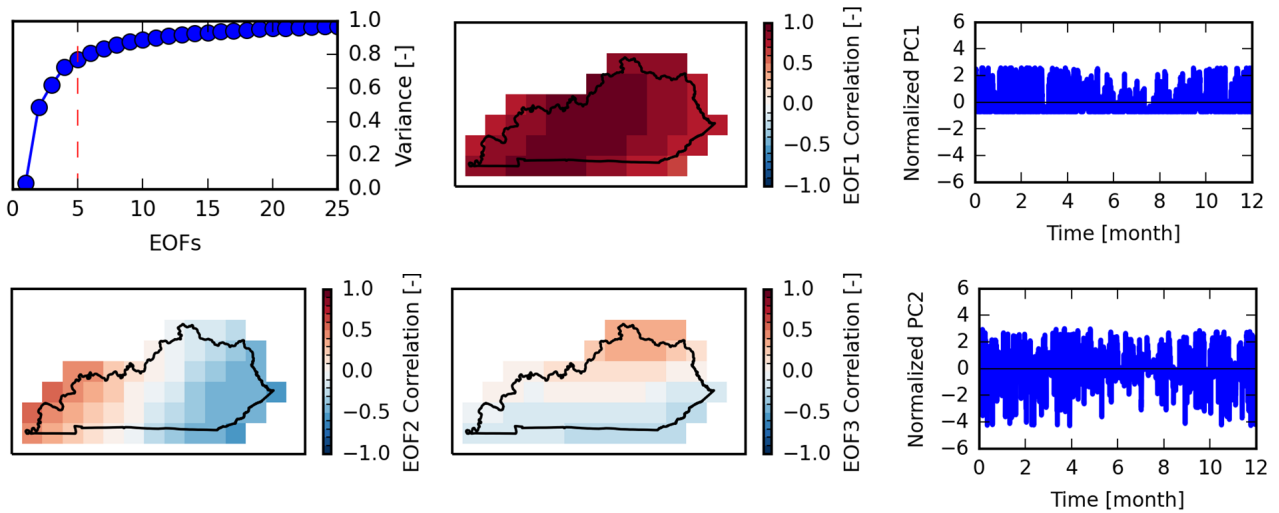 1.0
0.8
0.6
0.4
0.2
0.0
Variance [-]
0 5 10 15 20 25
EOFs
1.0
0.5
0.0
−0.5
−1.0
EOF1 Correlation [-]
6
4
2
0
−2
−4
−6
Normalized PC1
0 2 4 6 8 10 12
Time [month]
1.0
0.5
0.0
−0.5
−1.0
EOF2 Correlation [-]
1.0
0.5
0.0
−0.5
−1.0
EOF3 Correlation [-]
6
4
2
0
−2
−4
−6
Normalized PC2
0 2 4 6 8 10 12
Time [month]